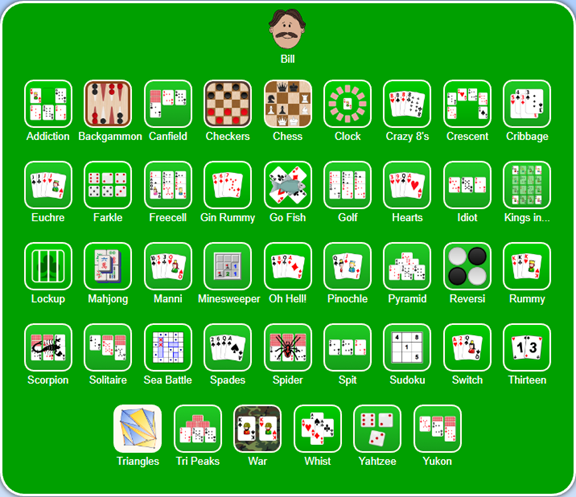 Bill
Addiction Backgammon Canfield Checkers Chess Clock Crazy 8's Crescent Cribbage
Euchre Farkle Freecell Gin Rummy Go Fish Golf Hearts Idiot Kings in...
Lockup Mahjong Manni Minesweeper Oh Hell! Pinochle Pyramid Reversi Rummy
Scorpion Solitaire Sea Battle Spades Spider Spit Sudoku Switch Thirteen
Triangles Tri Peaks War Whist Yahtzee Yukon